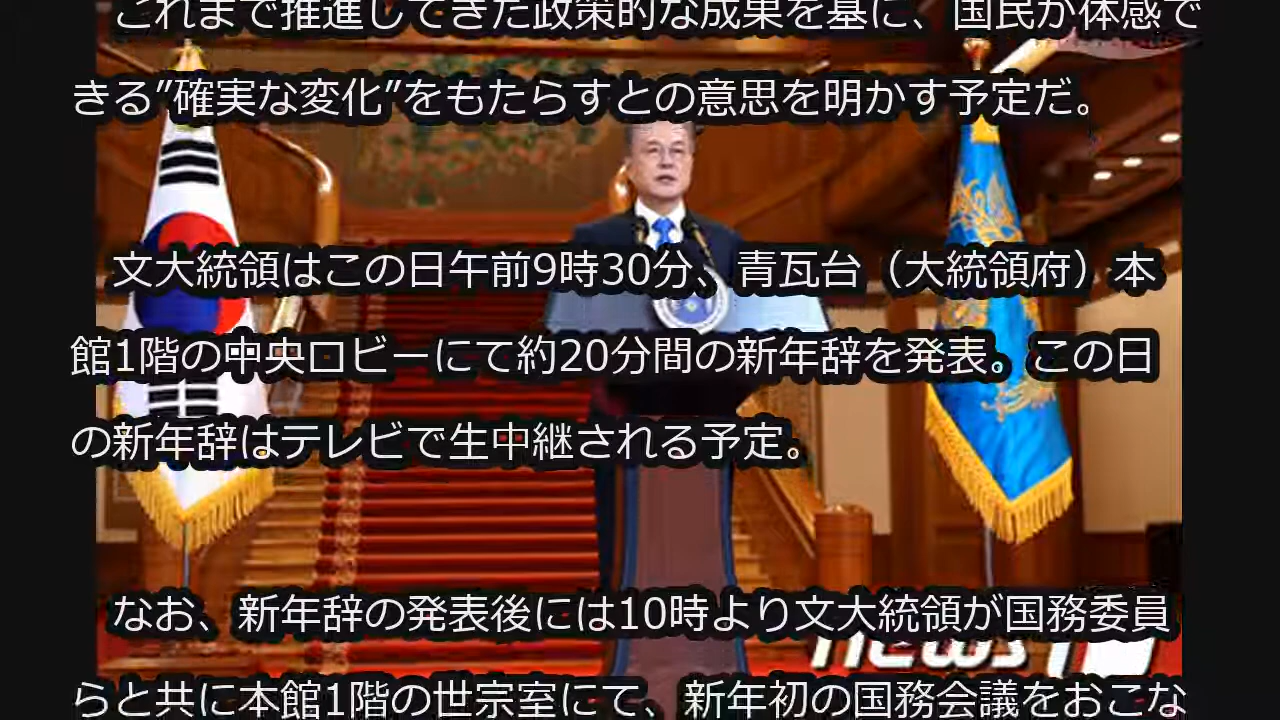 これまで推進してきた政策的な成果を基に、国民が体感で
きる”確実な変化”をもたらすとの意思を明かす予定だ。
文大統領はこの日午前9時30分、青瓦台（大統領府）本
館1階の中央ロビーにて約20分間の新年辞を発表。この日
の新年辞はテレビで生中継される予定。
なお、新年辞の発表後には10時より文大統領が国務委員
news1
らと共に本館1階の世宗室にて、新年初の国務会議をおこな